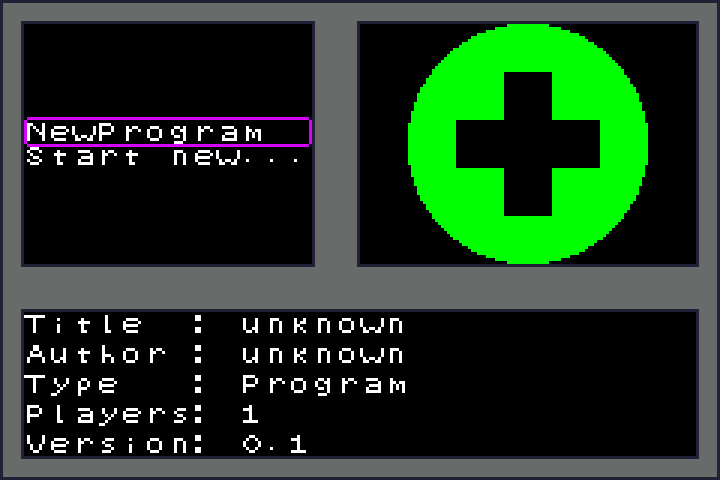 NewProgram
Start new...
Title  : unknown
Author : unknown
Type   : Program
Players: 1
Version: 0.1